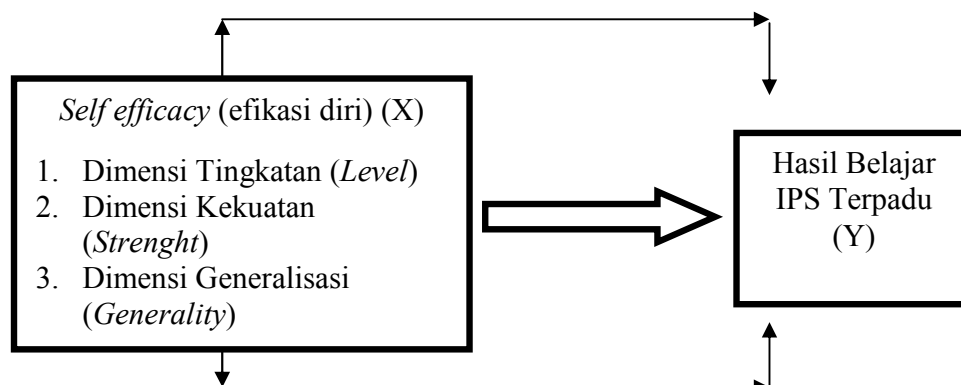 Self efficacy (efikasi diri) (X)
1. Dimensi Tingkatan (Level)
2. Dimensi Kekuatan
(Strenght)
3. Dimensi Generalisasi
(Generality)
Hasil Belajar
IPS Terpadu
(Y)